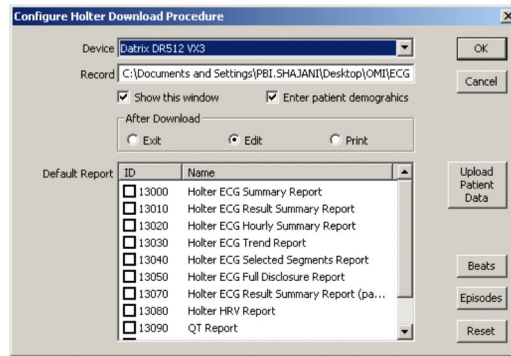 Configure Holter Download Procedure
Device Datrix DR512 VX3
OK
Record C:\Documents and Settings\PBI.SHAJANI\Desktop\OMI\ECG
Cancel
Show this window Enter patient demograhics
After Download
Exit Edit Print
Default Report ID Name
13000 Holter ECG Summary Report
13010 Holter ECG Result Summary Report
13020 Holter ECG Hourly Summary Report
13030 Holter ECG Trend Report
13040 Holter ECG Selected Segments Report
13050 Holter ECG Full Disclosure Report
13070 Holter ECG Result Summary Report (pa...
13080 Holter HRV Report
13090 QT Report
Upload
Patient
Data
Beats
Episodes
Reset